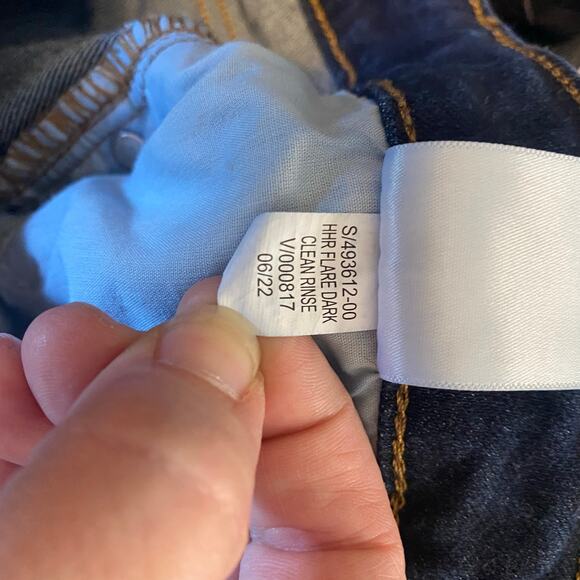 S/493612-00
HHR FLARE DARK
CLEAN RINSE
V/000817
06/22